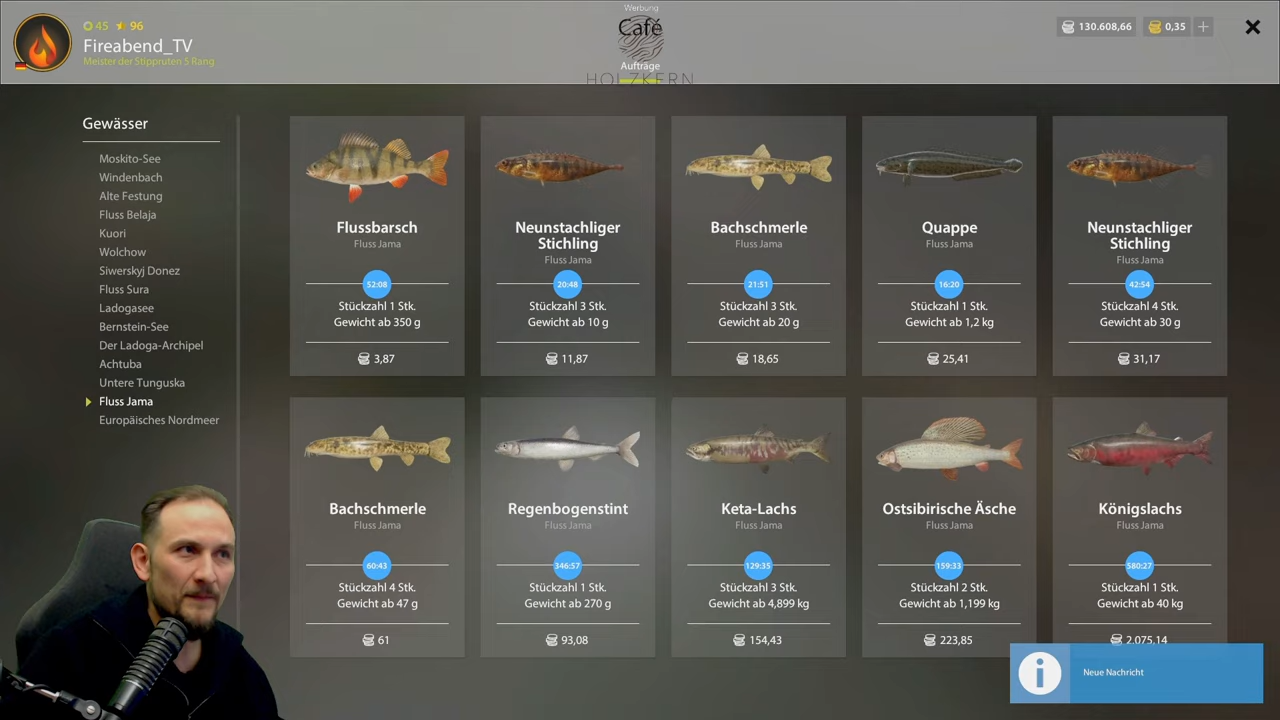 Werbung
45 96
Café
130.608,66
0,35
Fireabend_TV
Meister der Stippruten 5 Rang
Aufträge
HOLZKERN
Gewässer
Moskito-See
Windenbach
Alte Festung
Fluss Belaja
Kuori
Wolchow
Siwerskyj Donez
Fluss Sura
Ladogasee
Bernstein-See
Der Ladoga-Archipel
Achtuba
Untere Tunguska
Fluss Jama
Europäisches Nordmeer
Flussbarsch
Fluss Jama
52:08
Stückzahl 1 Stk.
Gewicht ab 350 g
3,87
Neunstachliger
Stichling
Fluss Jama
20:48
Stückzahl 3 Stk.
Gewicht ab 10 g
11,87
Bachschmerle
Fluss Jama
21:51
Stückzahl 3 Stk.
Gewicht ab 20 g
18,65
Quappe
Fluss Jama
16:20
Stückzahl 1 Stk.
Gewicht ab 1,2 kg
25,41
Neunstachliger
Stichling
Fluss Jama
42:54
Stückzahl 4 Stk.
Gewicht ab 30 g
31,17
Bachschmerle
Fluss Jama
60:43
Stückzahl 4 Stk.
Gewicht ab 47 g
61
Regenbogenstint
Fluss Jama
346:57
Stückzahl 1 Stk.
Gewicht ab 270 g
93,08
Keta-Lachs
Fluss Jama
129:35
Stückzahl 3 Stk.
Gewicht ab 4,899 kg
154,43
Ostsibirische Äsche
Fluss Jama
159:33
Stückzahl 2 Stk.
Gewicht ab 1,199 kg
223,85
Königslachs
Fluss Jama
580:27
Stückzahl 1 Stk.
Gewicht ab 40 kg
2.075,14
Neue Nachricht